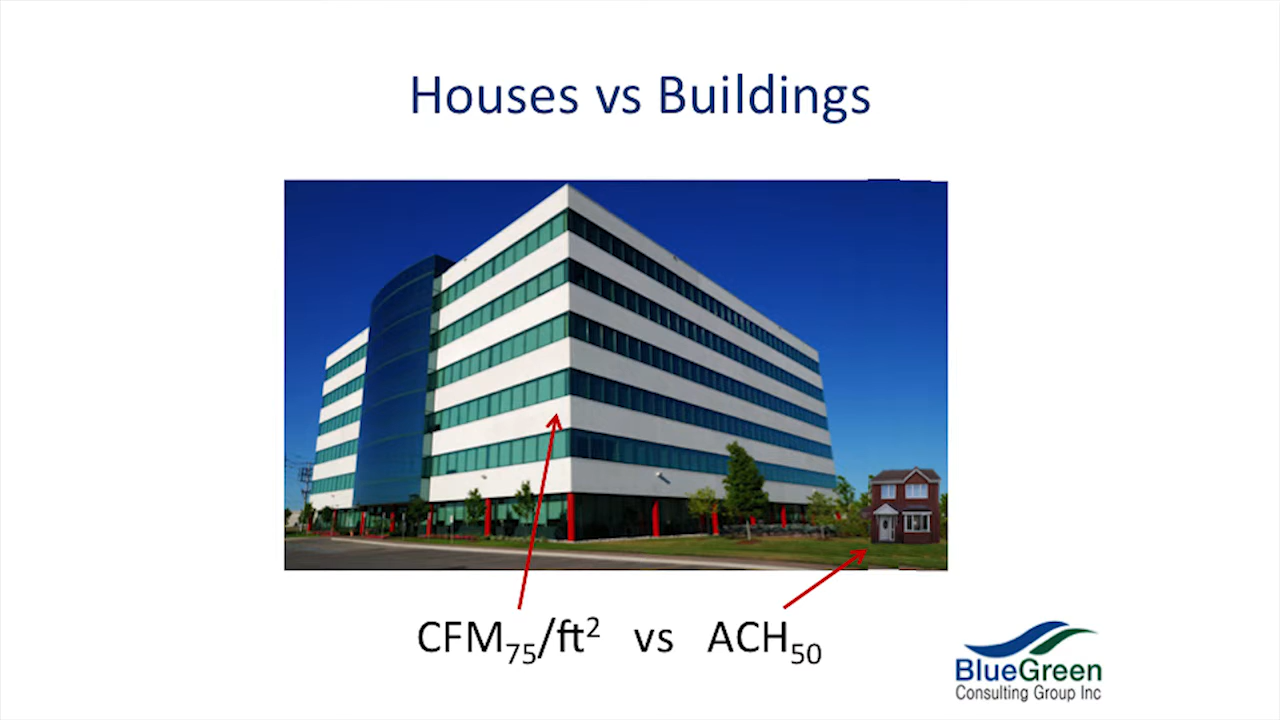 Houses vs Buildings
CFM₇₅/ft² vs ACH₅₀
BlueGreen
Consulting Group Inc